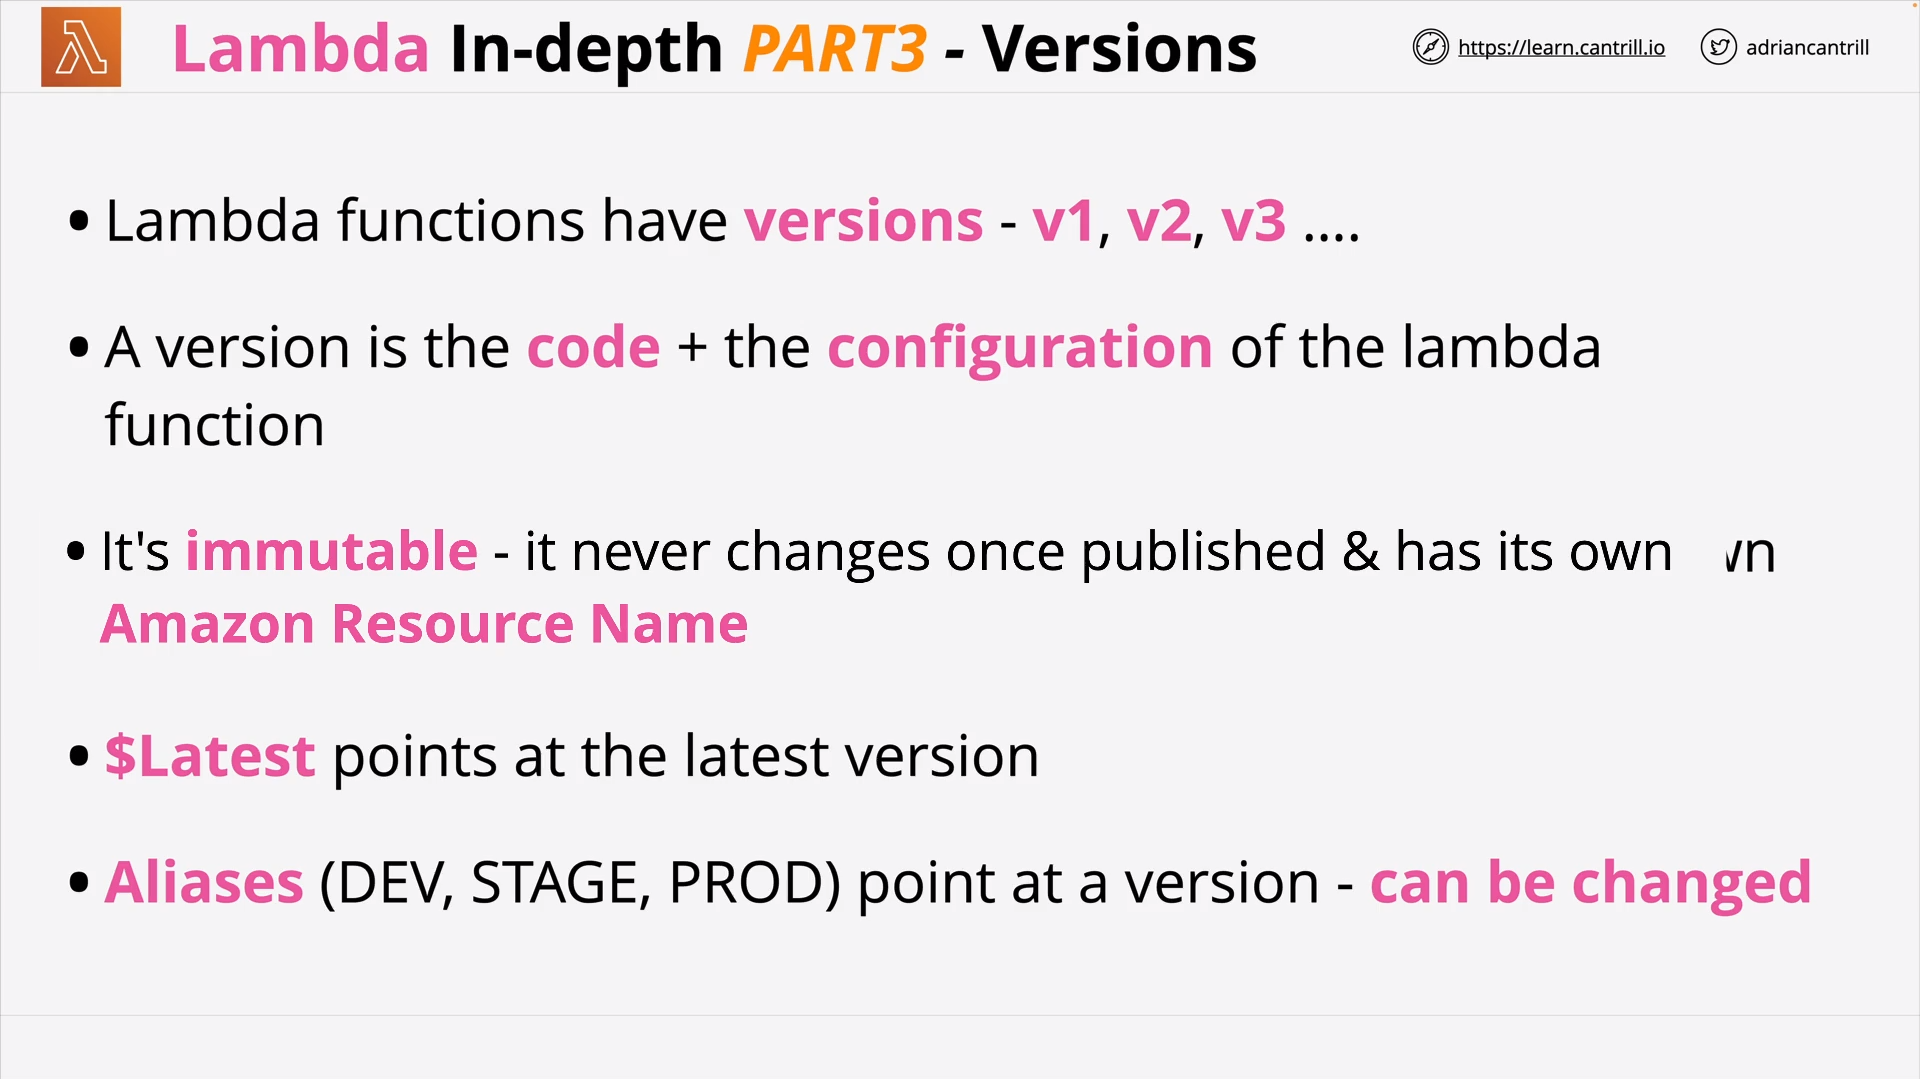 Lambda In-depth PART3 - Versions
https://learn.cantrill.io
adriancantrill
• Lambda functions have versions - v1, v2, v3 ....
• A version is the code + the configuration of the lambda
function
• It's immutable - it never changes once published & has its own
Amazon Resource Name
• $Latest points at the latest version
• Aliases (DEV, STAGE, PROD) point at a version - can be changed